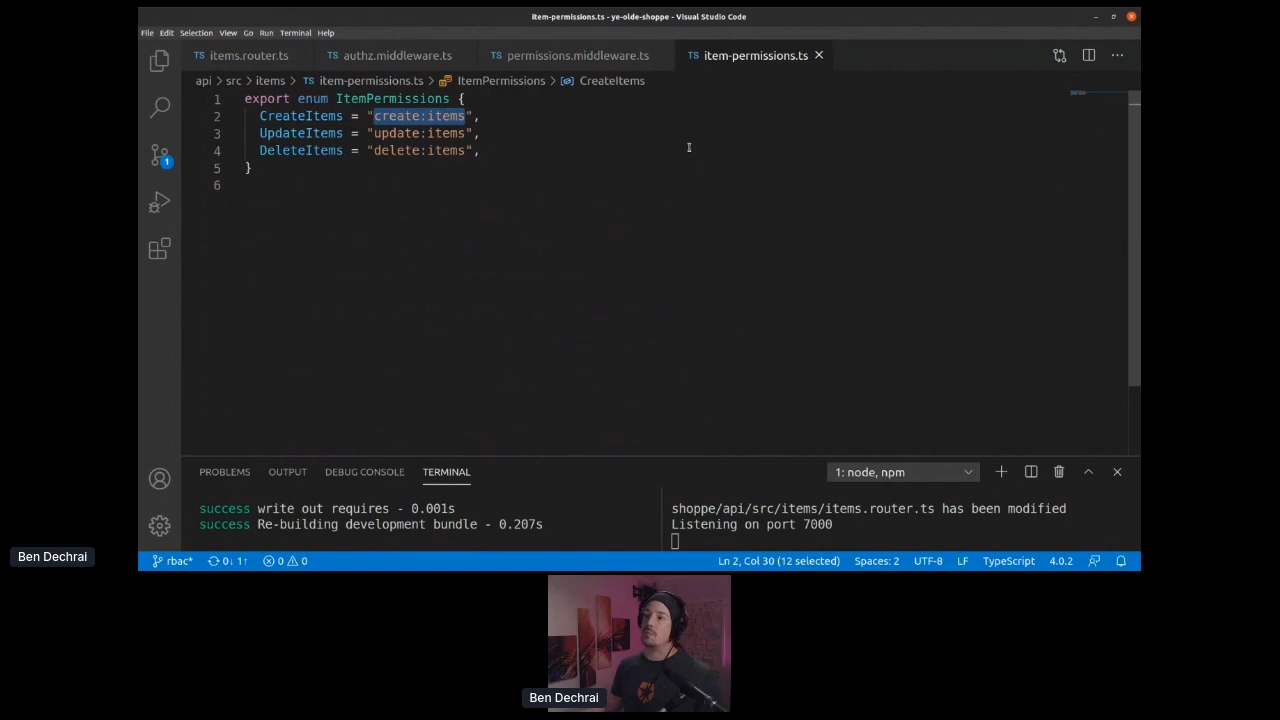 item-permissions.ts - ye-olde-shoppe - Visual Studio Code
File Edit Selection View Go Run Terminal Help
TS items.router.ts TS authz.middleware.ts TS permissions.middleware.ts TS item-permissions.ts
api > src > items > TS item-permissions.ts > ItemPermissions > CreateItems
1 export enum ItemPermissions {
2 CreateItems = "create:items",
3 UpdateItems = "update:items",
4 DeleteItems = "delete:items",
5 }
6
1
PROBLEMS OUTPUT DEBUG CONSOLE TERMINAL 1: node, npm
success write out requires - 0.001s
success Re-building development bundle - 0.207s
shoppe/api/src/items/items.router.ts has been modified
Listening on port 7000
rbac* 0↓ 1↑ 0 0 Ln 2, Col 30 (12 selected) Spaces: 2 UTF-8 LF TypeScript 4.0.2
Ben Dechrai
Ben Dechrai